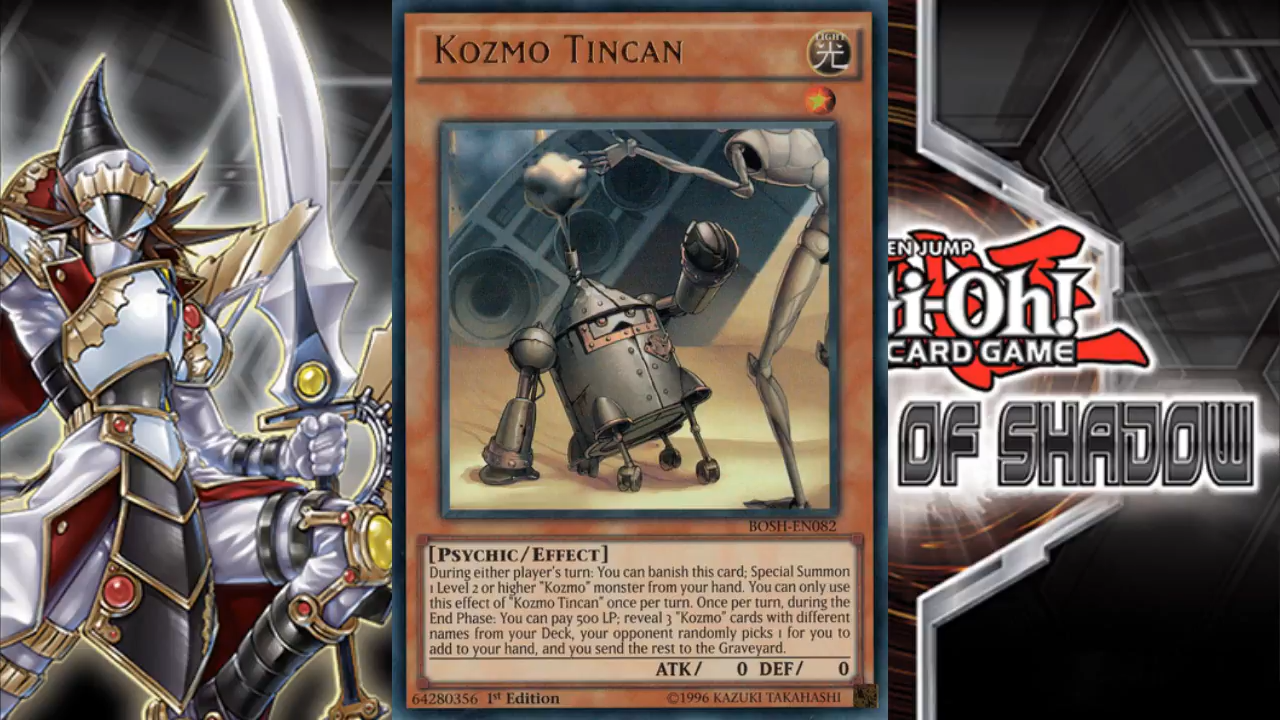 KOZMO TINCAN
LIGHT
光
EN JUMP
i-Oh!
CARD GAME
OF SHADOW
BOSH-EN082
[PSYCHIC/EFFECT]
During either player's turn: You can banish this card; Special Summon
1 Level 2 or higher "Kozmo" monster from your hand. You can only use
this effect of "Kozmo Tincan" once per turn. Once per turn, during the
End Phase: You can pay 500 LP; reveal 3 "Kozmo" cards with different
names from your Deck, your opponent randomly picks 1 for you to
add to your hand, and you send the rest to the Graveyard.
ATK/ 0 DEF/ 0
64280356 1st Edition ©1996 KAZUKI TAKAHASHI